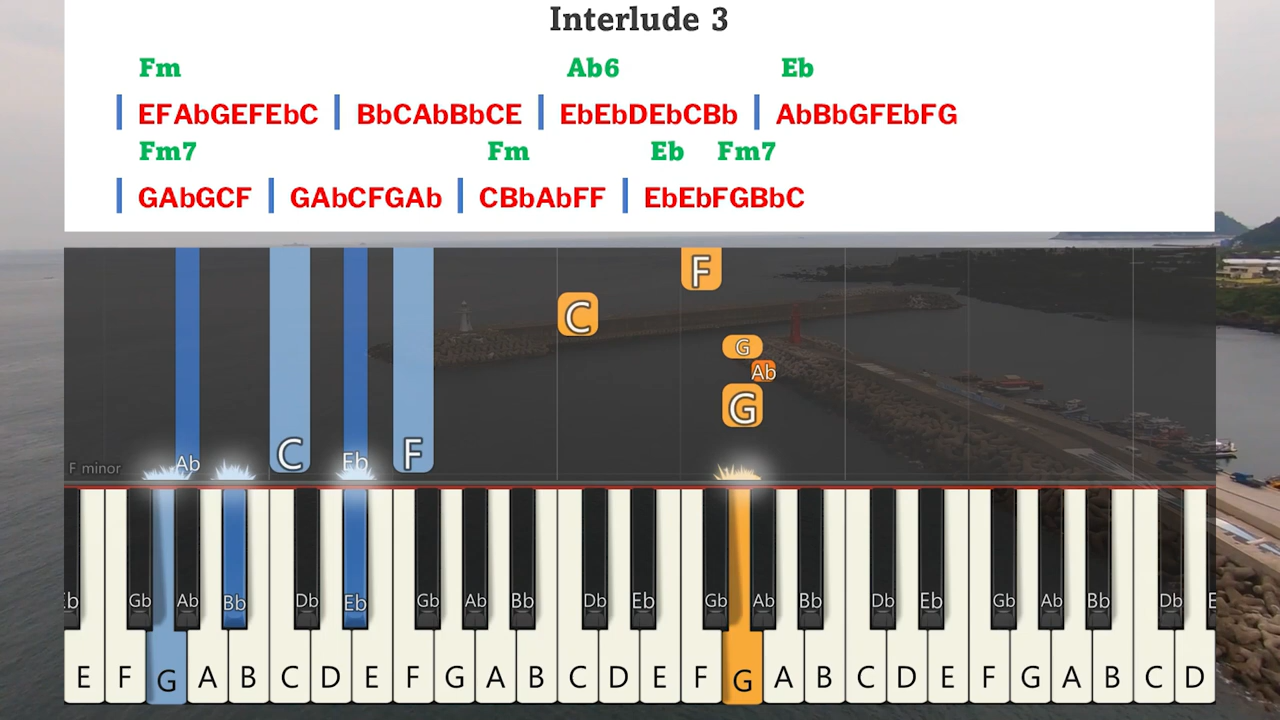 Interlude 3
Fm Ab6 Eb
| EFAbGEFEbC | BbCAbBbCE | EbEbDEbCBb | AbBbGFEbFG
Fm7 Fm Eb Fm7
| GAbGCF | GAbCFGAb | CBbAbFF | EbEbFGBbC
F
C
G
Ab
G
Ab C Eb F
F minor
Gb Ab Bb Db Eb Gb Ab Bb Db Eb Gb Ab Bb Db Eb Gb Ab Bb Db
E F G A B C D E F G A B C D E F G A B C D E F G A B C D